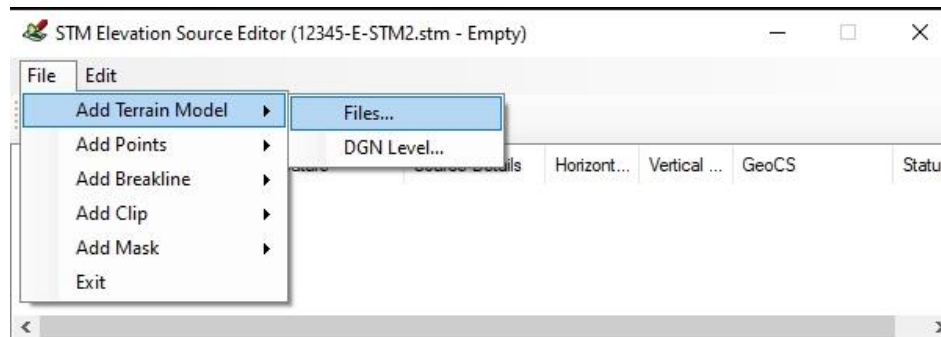 STM Elevation Source Editor (12345-E-STM2.stm - Empty)
File Edit
Add Terrain Model
Files...
Add Points
DGN Level...
Source Details Horizont... Vertical ... GeoCS Statu
Add Breakline
Add Clip
Add Mask
Exit